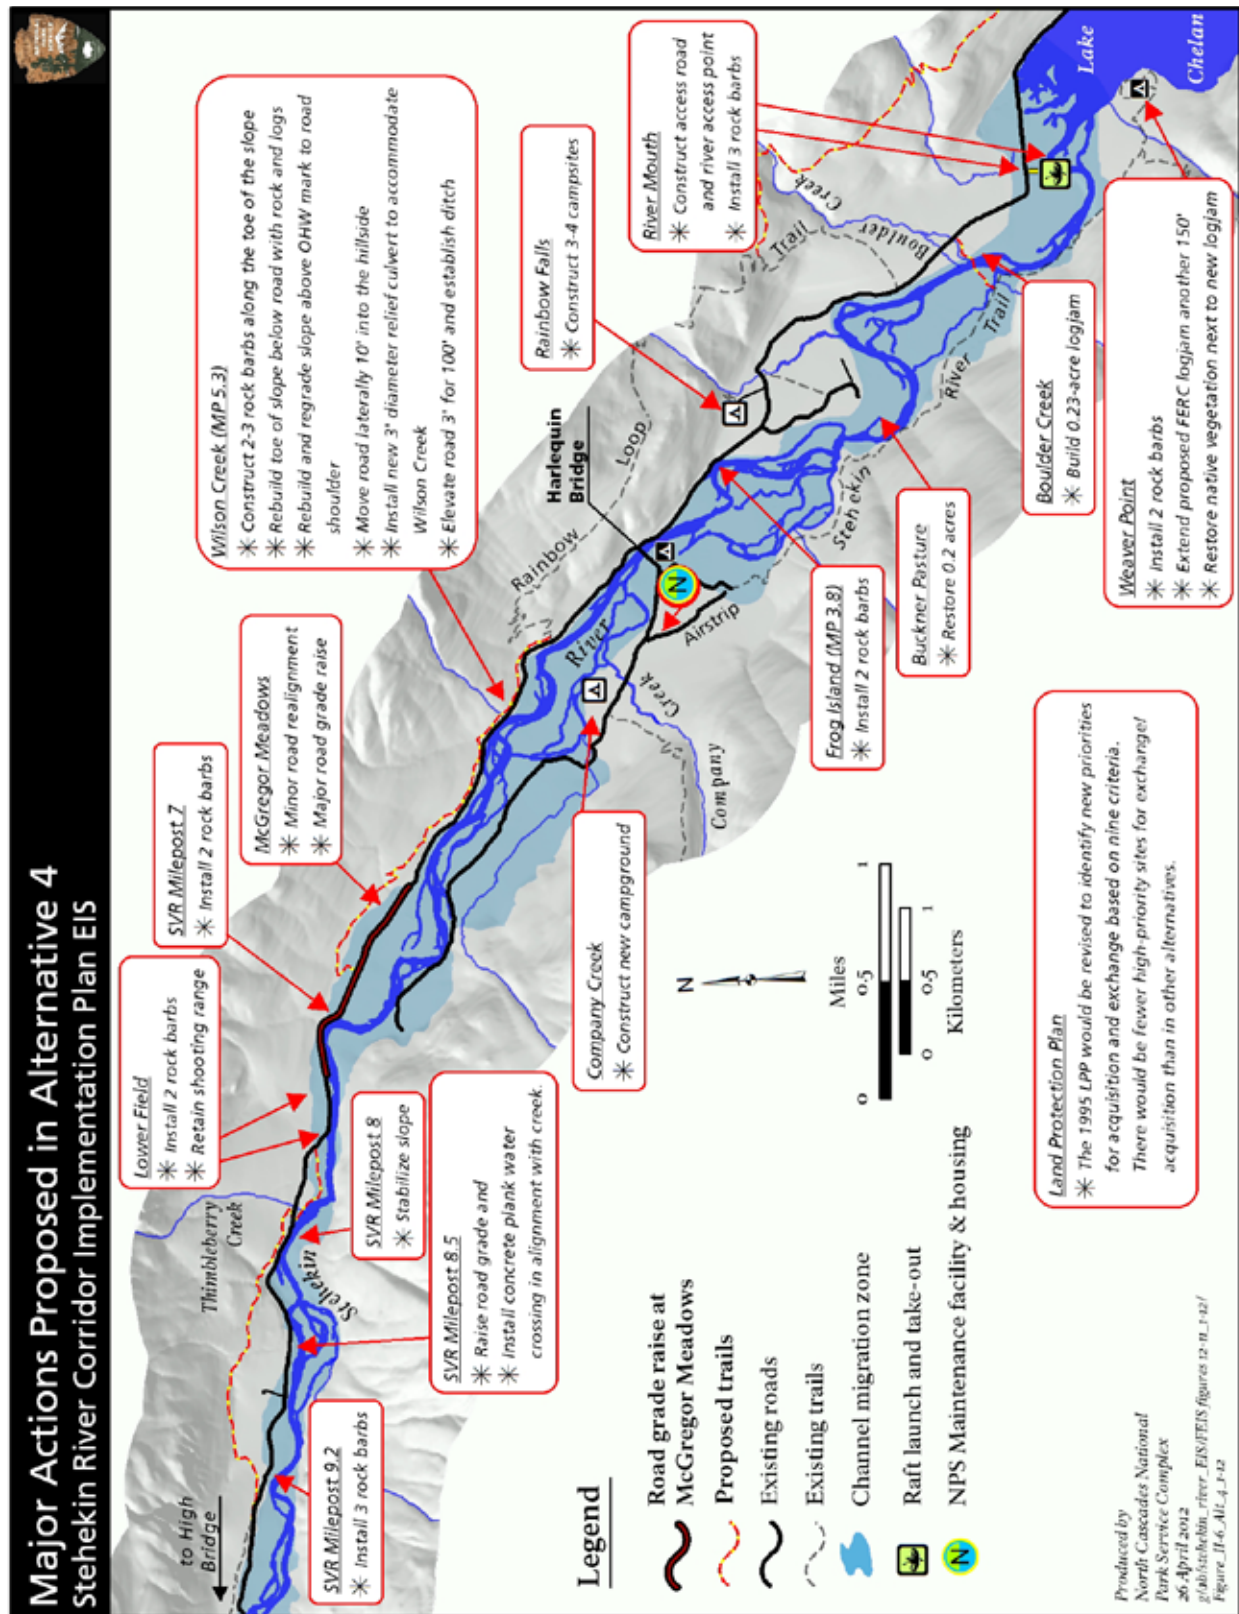 Major Actions Proposed in Alternative 4
Stehekin River Corridor Implementation Plan EIS
to High
Bridge
SVR Milepost 9.2
✳ Install 3 rock barbs
Thimbleberry
Creek
Lower Field
✳ Install 2 rock barbs
✳ Retain shooting range
SVR Milepost 7
✳ Install 2 rock barbs
McGregor Meadows
✳ Minor road realignment
✳ Major road grade raise
Wilson Creek (MP 5.3)
✳ Construct 2-3 rock barbs along the toe of the slope
✳ Rebuild toe of slope below road with rock and logs
✳ Rebuild and regrade slope above OHW mark to road
shoulder
✳ Move road laterally 10' into the hillside
✳ Install new 3' diameter relief culvert to accommodate
Wilson Creek
✳ Elevate road 3' for 100' and establish ditch
Rainbow Falls
✳ Construct 3-4 campsites
River Mouth
✳ Construct access road
and river access point
✳ Install 3 rock barbs
Stehekin
SVR Milepost 8
✳ Stabilize slope
SVR Milepost 8.5
✳ Raise road grade and
✳ Install concrete plank water
crossing in alignment with creek.
Rainbow
Loop
Trail
Harlequin
Bridge
River
N
Airstrip
Boulder
Creek
Lake
Chelan
Company
Creek
Stehekin
River
Trail
Company Creek
✳ Construct new campground
Frog Island (MP 3.8)
✳ Install 2 rock barbs
Buckner Pasture
✳ Restore 0.2 acres
Boulder Creek
✳ Build 0.23-acre logjam
Weaver Point
✳ Install 2 rock barbs
✳ Extend proposed FERC logjam another 150'
✳ Restore native vegetation next to new logjam
N
Miles
0 0.5 1
0 0.5 1
Kilometers
Land Protection Plan
✳ The 1995 LPP would be revised to identify new priorities
for acquisition and exchange based on nine criteria.
There would be fewer high-priority sites for exchange/
acquisition than in other alternatives.
Legend
Road grade raise at
McGregor Meadows
Proposed trails
Existing roads
Existing trails
Channel migration zone
Raft launch and take-out
N NPS Maintenance facility & housing
Produced by
North Cascades National
Park Service Complex
26 April 2012